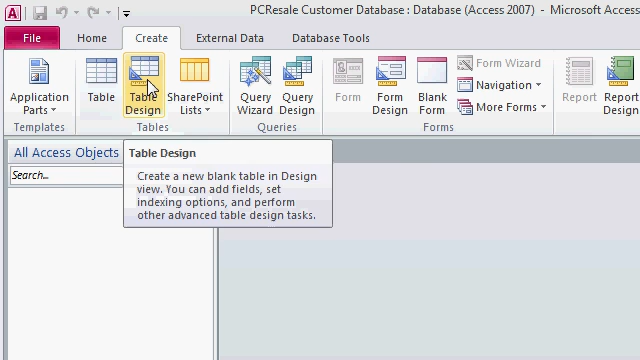 PCResale Customer Database : Database (Access 2007) - Microsoft Access
File Home Create External Data Database Tools
Application Parts
Table
Table Design
SharePoint Lists
Query Wizard
Query Design
Form
Form Design
Blank Form
Form Wizard
Navigation
More Forms
Report
Report Design
Templates Tables Queries Forms
All Access Objects
Search...
Table Design
Create a new blank table in Design
view. You can add fields, set
indexing options, and perform
other advanced table design tasks.